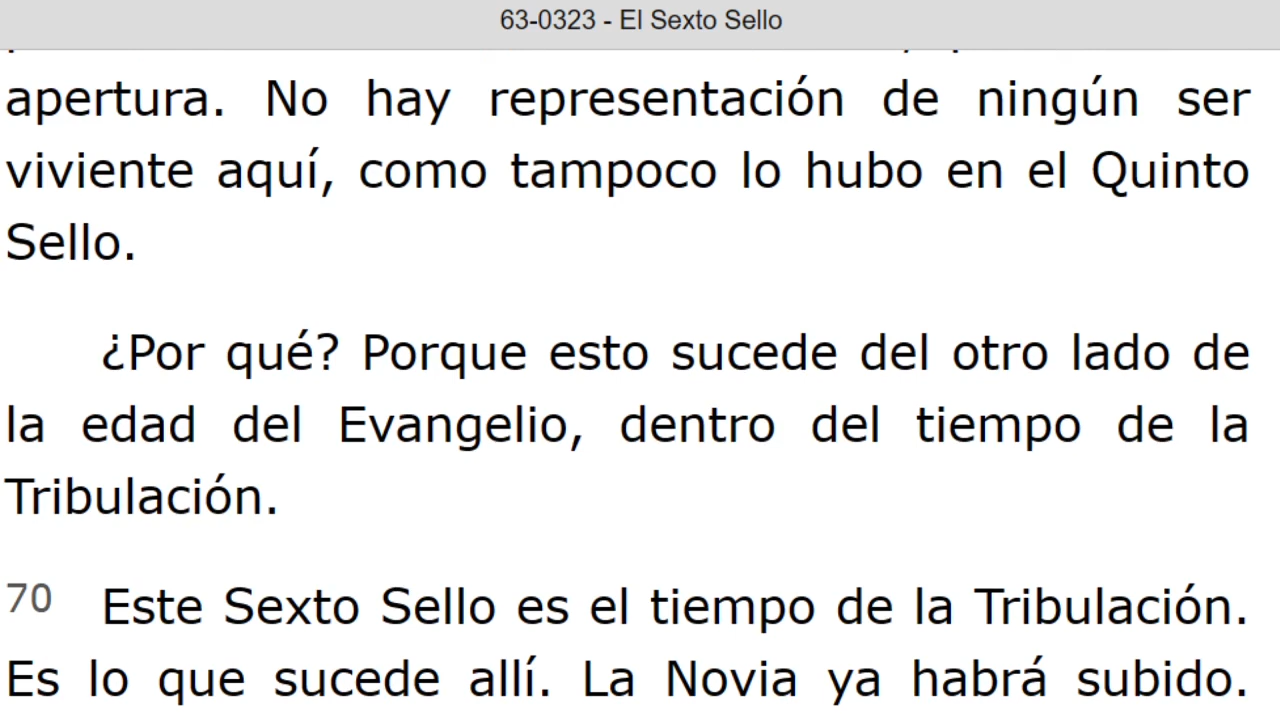 63-0323 - El Sexto Sello
apertura. No hay representación de ningún ser
viviente aquí, como tampoco lo hubo en el Quinto
Sello.
¿Por qué? Porque esto sucede del otro lado de
la edad del Evangelio, dentro del tiempo de la
Tribulación.
70 Este Sexto Sello es el tiempo de la Tribulación.
Es lo que sucede allí. La Novia ya habrá subido.